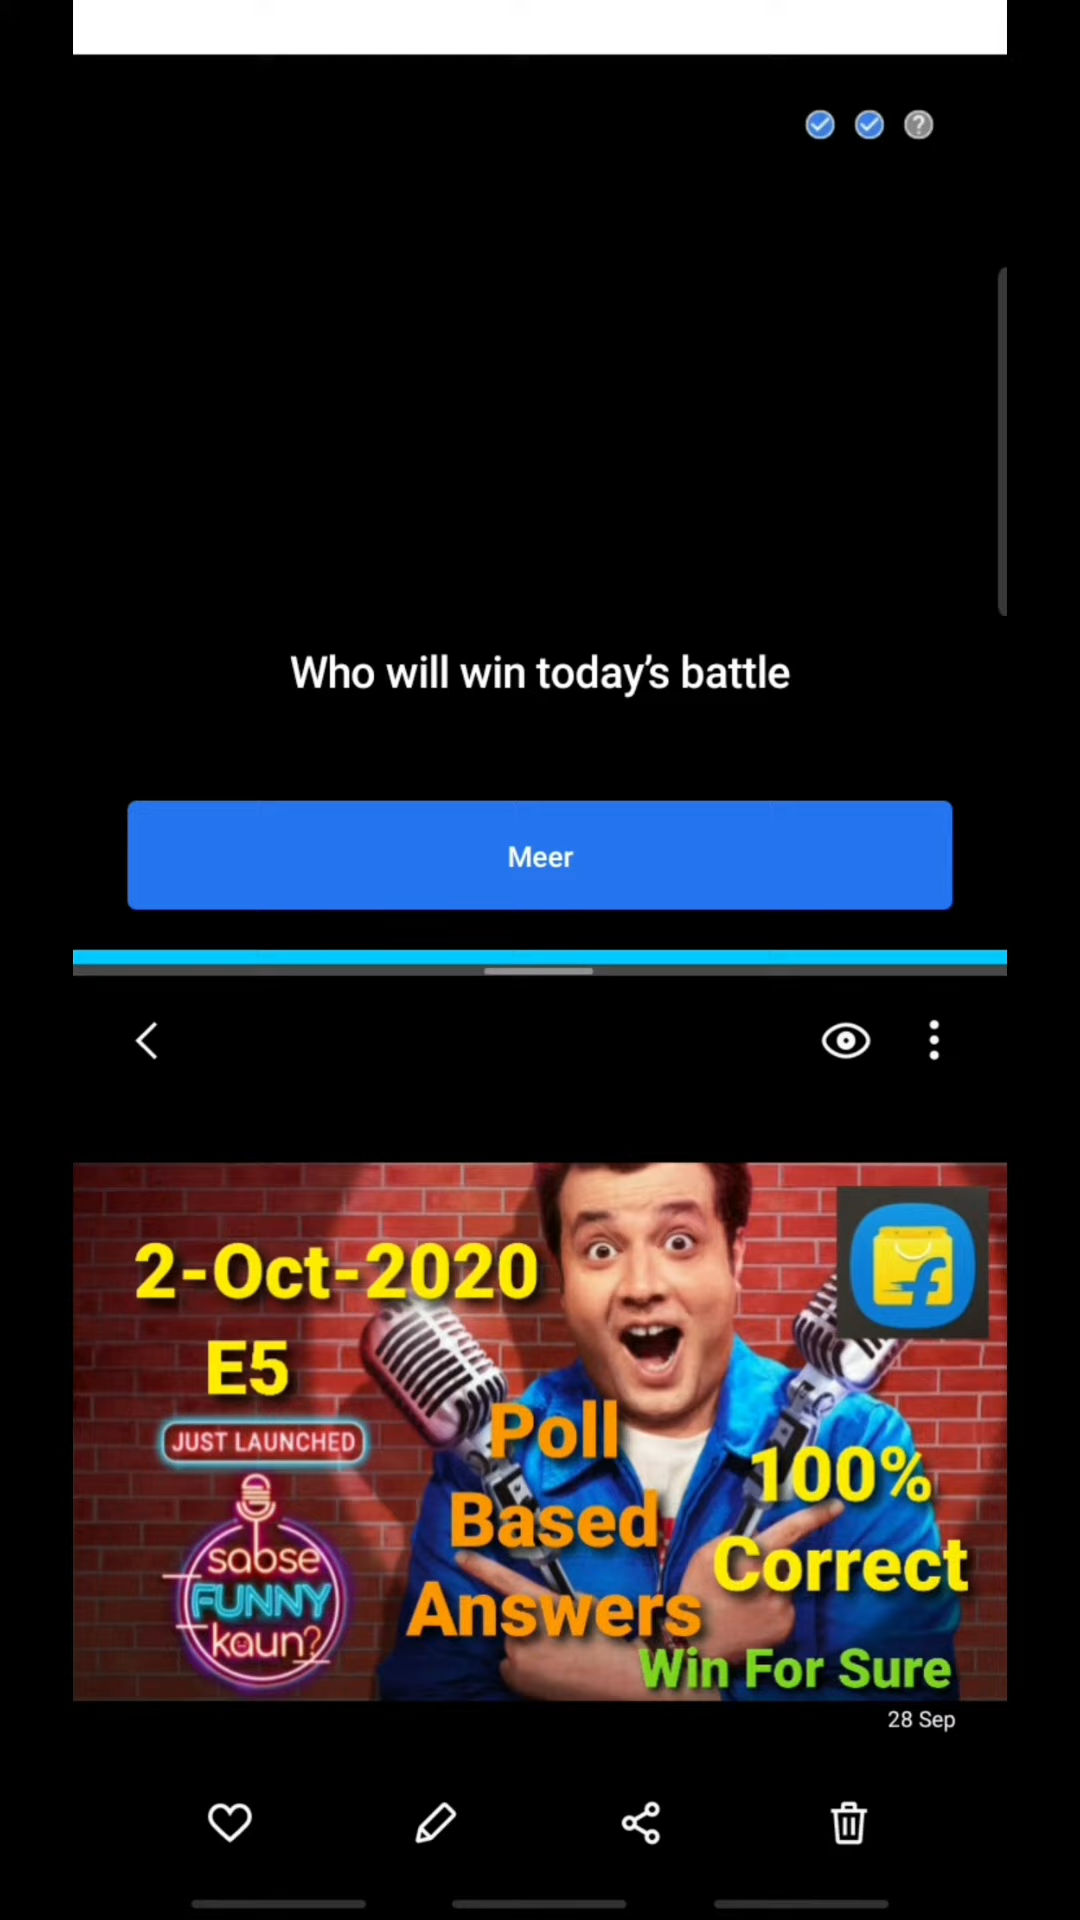 Who will win today's battle
Meer
2-Oct-2020
E5
JUST LAUNCHED
sabse
FUNNY
kaun?
Poll
Based
Answers
100%
Correct
Win For Sure
f
28 Sep